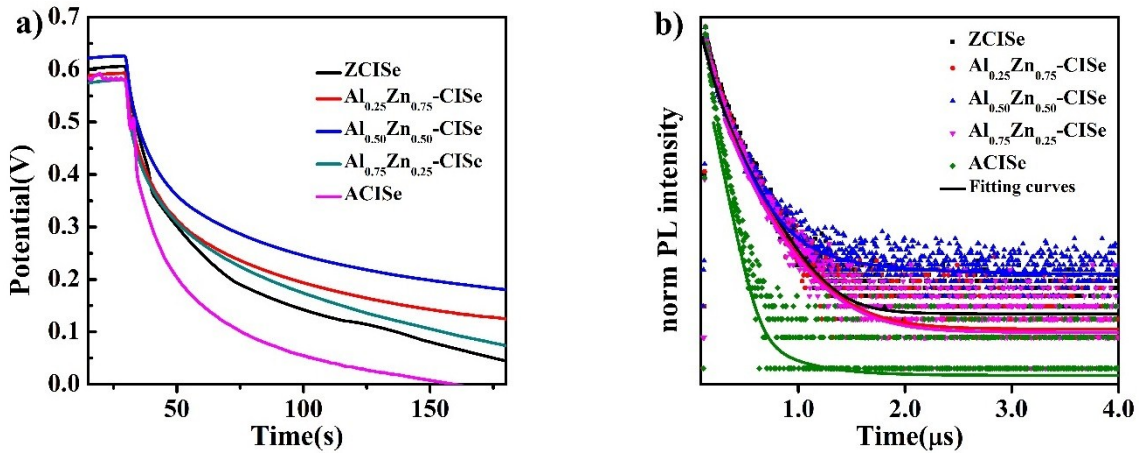 a)
Potential(V)
0.7
0.6
0.5
0.4
0.3
0.2
0.1
0.0
ZCISe
Al0.25Zn0.75-CISe
Al0.50Zn0.50-CISe
Al0.75Zn0.25-CISe
ACISe
50
100
150
Time(s)
b)
norm PL intensity
ZCISe
Al0.25Zn0.75-CISe
Al0.50Zn0.50-CISe
Al0.75Zn0.25-CISe
ACISe
Fitting curves
1.0
2.0
3.0
4.0
Time(μs)